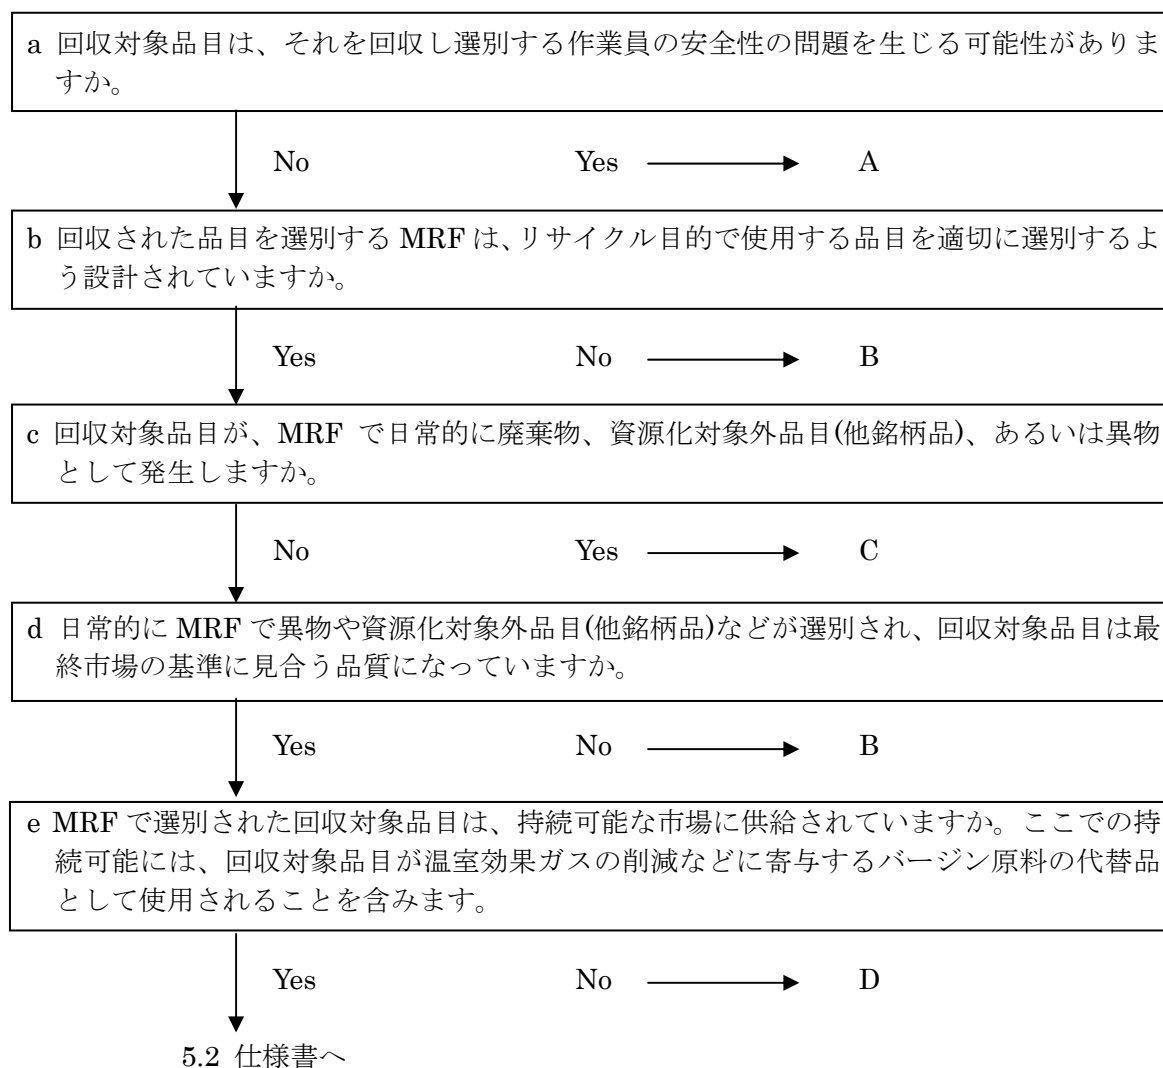 a 回収対象品目は、それを回収し選別する作業員の安全性の問題を生じる可能性がありま
すか。
No Yes A
b 回収された品目を選別する MRF は、リサイクル目的で使用する品目を適切に選別するよ
う設計されていますか。
Yes No B
c 回収対象品目が、MRF で日常的に廃棄物、資源化対象外品目(他銘柄品)、あるいは異物
として発生しますか。
No Yes C
d 日常的に MRF で異物や資源化対象外品目(他銘柄品)などが選別され、回収対象品目は最
終市場の基準に見合う品質になっていますか。
Yes No B
e MRF で選別された回収対象品目は、持続可能な市場に供給されていますか。ここでの持
続可能には、回収対象品目が温室効果ガスの削減などに寄与するバージン原料の代替品
として使用されることを含みます。
Yes No D
5.2 仕様書へ